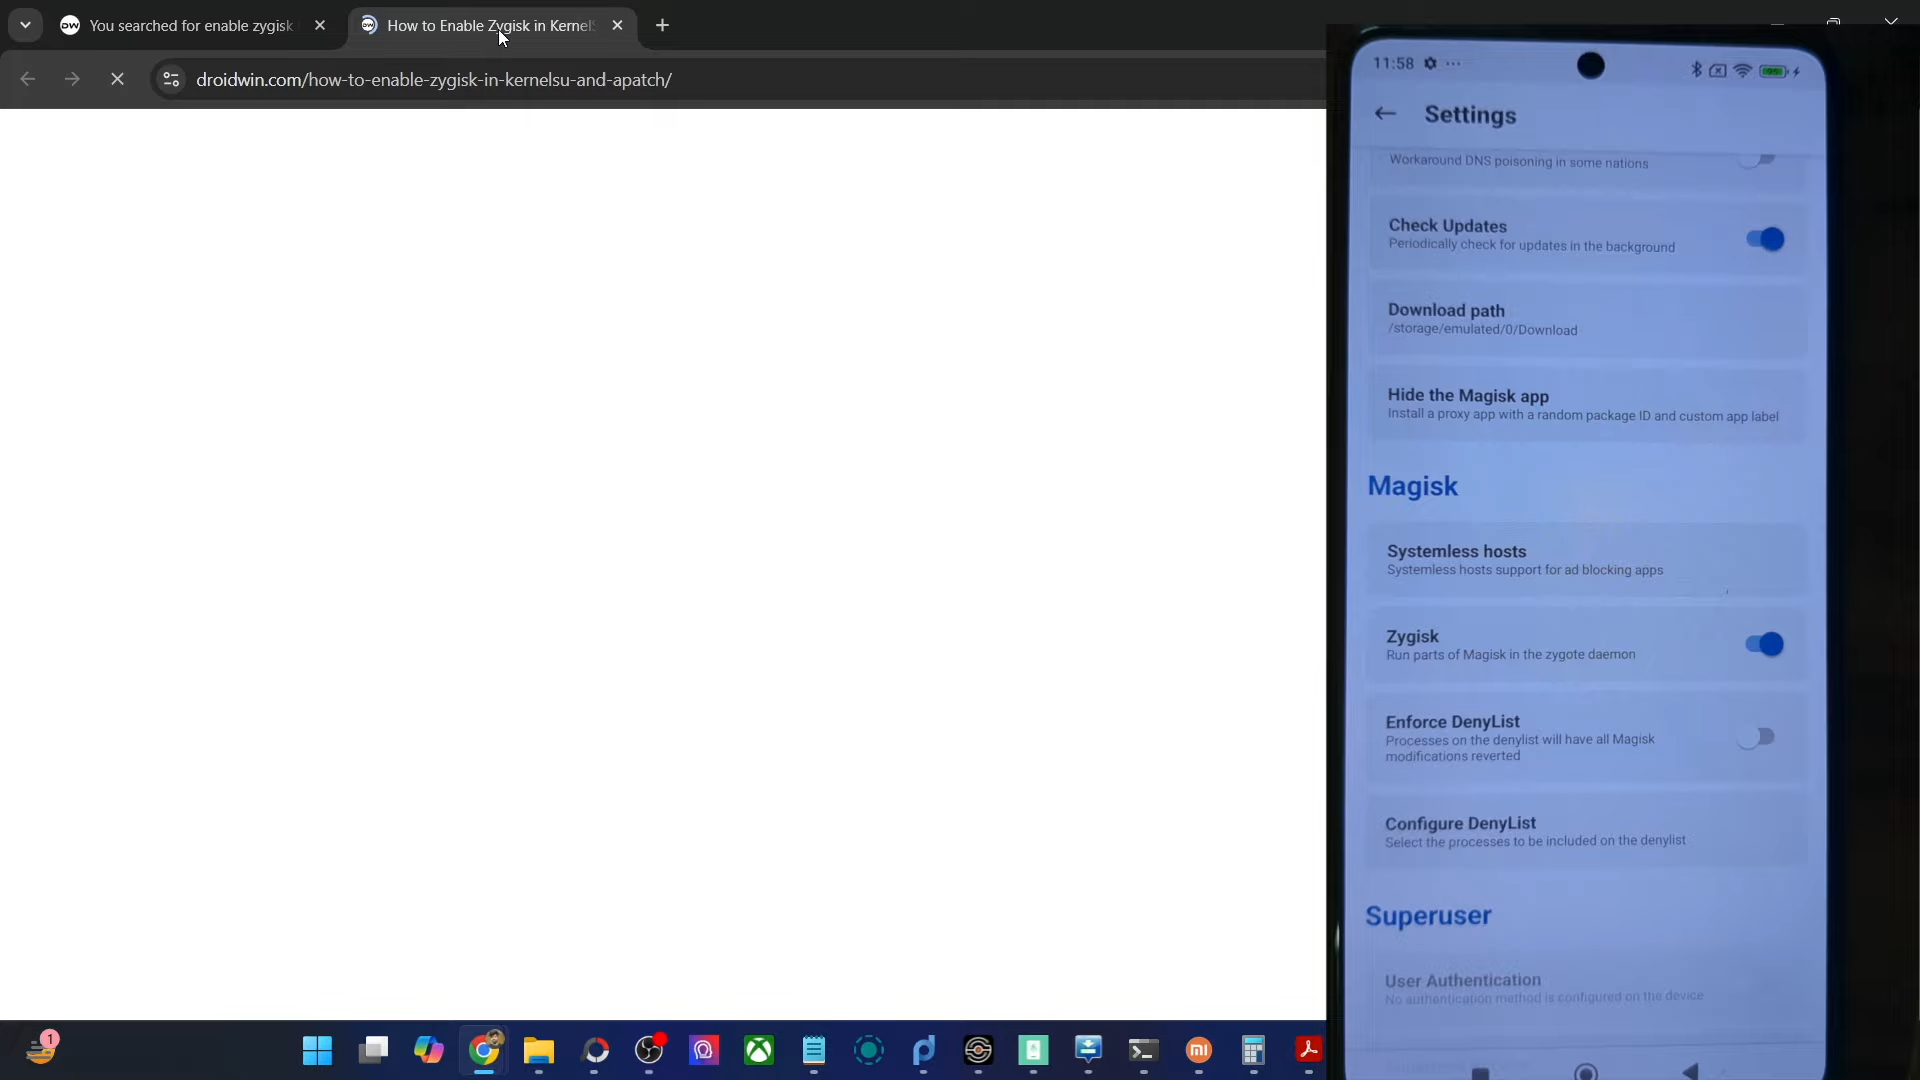 You searched for enable zygisk
How to Enable Zygisk in Kernel
droidwin.com/how-to-enable-zygisk-in-kernelsu-and-apatch/
1
11:58
95
Settings
Workaround DNS poisoning in some nations
Check Updates
Periodically check for updates in the background
Download path
/storage/emulated/0/Download
Hide the Magisk app
Install a proxy app with a random package ID and custom app label
Magisk
Systemless hosts
Systemless hosts support for ad blocking apps
Zygisk
Run parts of Magisk in the zygote daemon
Enforce DenyList
Processes on the denylist will have all Magisk
modifications reverted
Configure DenyList
Select the processes to be included on the denylist
Superuser
User Authentication
No authentication method is configured on the device